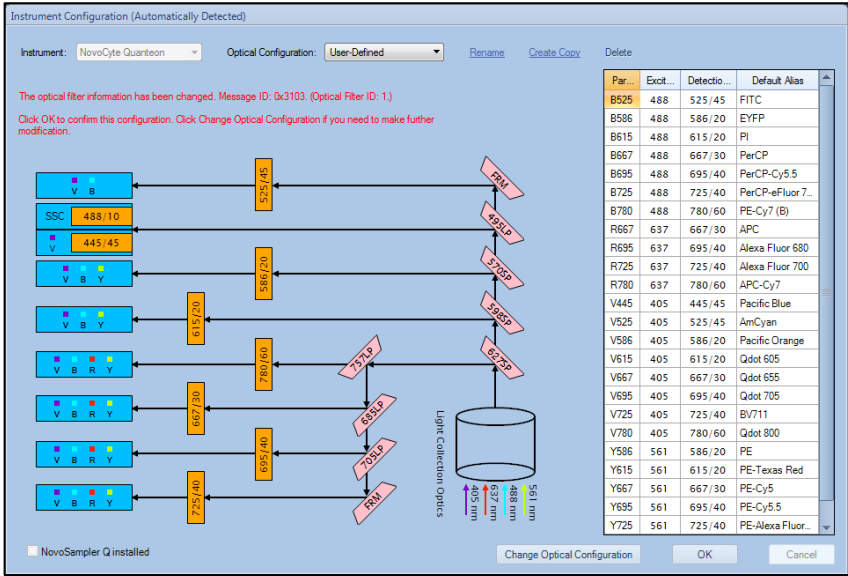 Instrument Configuration (Automatically Detected)
Instrument: NovoCyte Quanteon Optical Configuration: User-Defined Rename Create Copy Delete
The optical filter information has been changed. Message ID: 0x3103. (Optical Filter ID: 1.)
Click OK to confirm this configuration. Click Change Optical Configuration if you need to make further
modification.
V B 525/45 FRM
SSC 488/10 495LP
V 445/45
V B Y 586/20 570SP
V B Y 615/20 598SP
V B R Y 780/60 757LP 627SP
V B R Y 667/30 685LP
V B R Y 695/40 705LP
V B R Y 725/40 FRM
Light Collection Optics
405 nm
637 nm
488 nm
561 nm
Par... Excit... Detectio... Default Alias
B525 488 525/45 FITC
B586 488 586/20 EYFP
B615 488 615/20 PI
B667 488 667/30 PerCP
B695 488 695/40 PerCP-Cy5.5
B725 488 725/40 PerCP-eFluor 7...
B780 488 780/60 PE-Cy7 (B)
R667 637 667/30 APC
R695 637 695/40 Alexa Fluor 680
R725 637 725/40 Alexa Fluor 700
R780 637 780/60 APC-Cy7
V445 405 445/45 Pacific Blue
V525 405 525/45 AmCyan
V586 405 586/20 Pacific Orange
V615 405 615/20 Qdot 605
V667 405 667/30 Qdot 655
V695 405 695/40 Qdot 705
V725 405 725/40 BV711
V780 405 780/60 Qdot 800
Y586 561 586/20 PE
Y615 561 615/20 PE-Texas Red
Y667 561 667/30 PE-Cy5
Y695 561 695/40 PE-Cy5.5
Y725 561 725/40 PE-Alexa Fluor...
NovoSampler Q installed
Change Optical Configuration OK Cancel